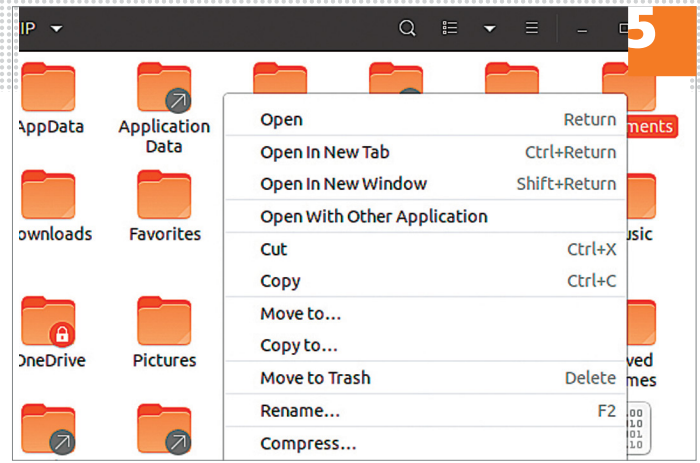 IP
5
AppData
Application
Data
ments
ownloads
Favorites
usic
OneDrive
Pictures
ved
mes
Open Return
Open In New Tab Ctrl+Return
Open In New Window Shift+Return
Open With Other Application
Cut Ctrl+X
Copy Ctrl+C
Move to...
Copy to...
Move to Trash Delete
Rename... F2
Compress...